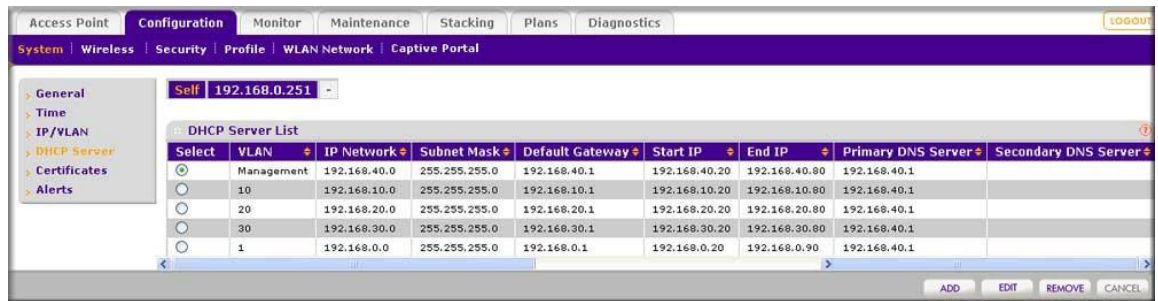 Access Point Configuration Monitor Maintenance Stacking Plans Diagnostics LOGOUT
System Wireless Security Profile WLAN Network Captive Portal
General
Time
IP/VLAN
DHCP Server
Certificates
Alerts
Self 192.168.0.251 -
DHCP Server List ?
Select VLAN IP Network Subnet Mask Default Gateway Start IP End IP Primary DNS Server Secondary DNS Server
Management 192.168.40.0 255.255.255.0 192.168.40.1 192.168.40.20 192.168.40.80 192.168.40.1
10 192.168.10.0 255.255.255.0 192.168.10.1 192.168.10.20 192.168.10.80 192.168.40.1
20 192.168.20.0 255.255.255.0 192.168.20.1 192.168.20.20 192.168.20.80 192.168.40.1
30 192.168.30.0 255.255.255.0 192.168.30.1 192.168.30.20 192.168.30.80 192.168.40.1
1 192.168.0.0 255.255.255.0 192.168.0.1 192.168.0.20 192.168.0.90 192.168.40.1
ADD EDIT REMOVE CANCEL